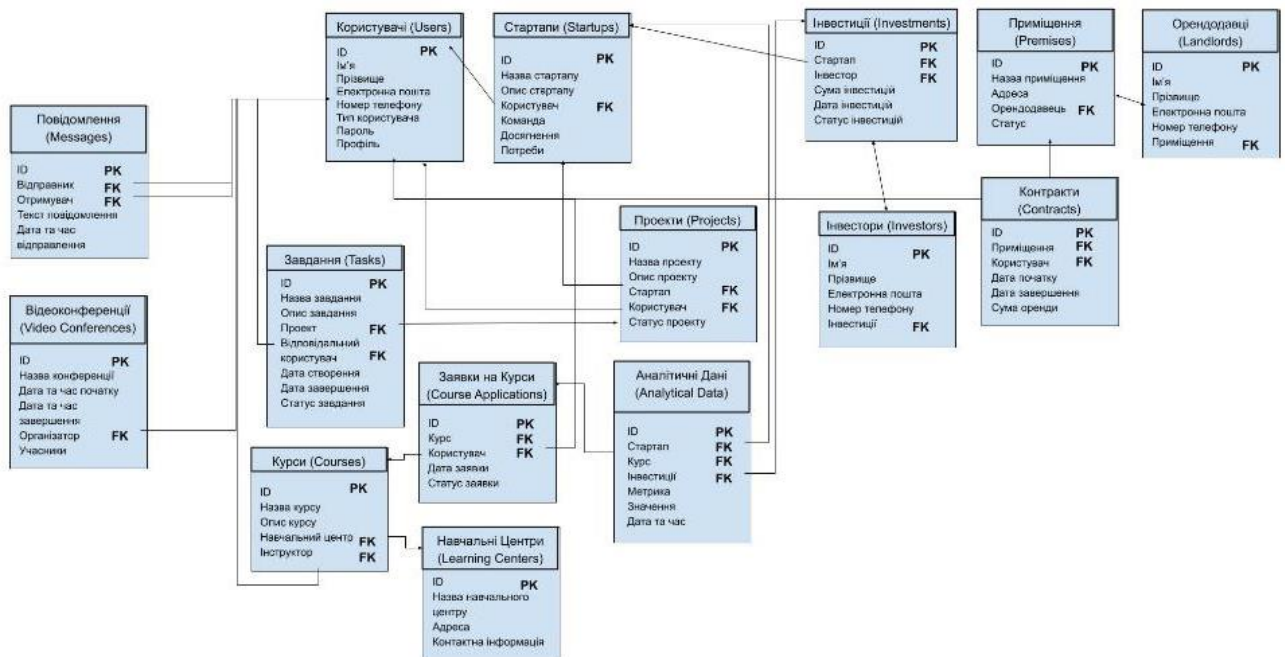 Користувачі (Users)
ID PK
Ім'я
Прізвище
Електронна пошта
Номер телефону
Тип користувача
Пароль
Профіль
Стартапи (Startups)
ID PK
Назва стартапу
Опис стартапу
Користувач FK
Команда
Досягнення
Потреби
Інвестиції (Investments)
ID PK
Стартап FK
Інвестор FK
Сума інвестицій
Дата інвестицій
Статус інвестицій
Приміщення
(Premises)
ID PK
Назва приміщення
Адреса
Орендодавець FK
Статус
Орендодавці
(Landlords)
ID PK
Ім'я
Прізвище
Електронна пошта
Номер телефону
Приміщення FK
Повідомлення
(Messages)
ID PK
Відправник FK
Отримувач FK
Текст повідомлення
Дата та час
відправлення
Контракти
(Contracts)
ID PK
Приміщення FK
Користувач FK
Дата початку
Дата завершення
Сума оренди
Проекти (Projects)
ID PK
Назва проекту
Опис проекту
Стартап FK
Користувач FK
Статус проекту
Інвестори (Investors)
ID PK
Ім'я
Прізвище
Електронна пошта
Номер телефону
Інвестиції FK
Завдання (Tasks)
ID PK
Назва завдання
Опис завдання
Проект FK
Відповідальний
користувач FK
Дата створення
Дата завершення
Статус завдання
Відеоконференції
(Video Conferences)
ID PK
Назва конференції
Дата та час початку
Дата та час
завершення
Організатор FK
Учасники
Заявки на Курси
(Course Applications)
ID PK
Курс FK
Користувач FK
Дата заявки
Статус заявки
Аналітичні Дані
(Analytical Data)
ID PK
Стартап FK
Курс FK
Інвестиції FK
Метрика
Значення
Дата та час
Курси (Courses)
ID PK
Назва курсу
Опис курсу
Навчальний центр FK
Інструктор FK
Навчальні Центри
(Learning Centers)
ID PK
Назва навчального
центру
Адреса
Контактна інформація